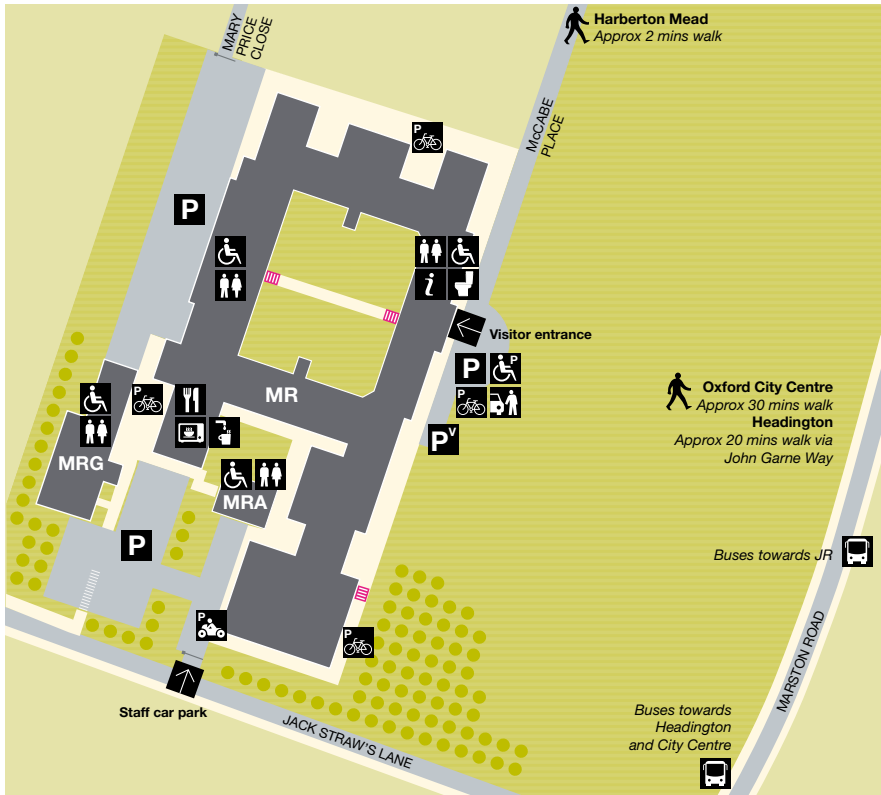 MARY
PRICE
CLOSE
Harberton Mead
Approx 2 mins walk
McCABE
PLACE
P
P
i
Visitor entrance
P
P
P
P
MR
Pᵛ
MRG
MRA
P
Oxford City Centre
Approx 30 mins walk
Headington
Approx 20 mins walk via
John Garne Way
Buses towards JR
P
P
Staff car park
JACK STRAW'S LANE
MARSTON ROAD
Buses towards
Headington
and City Centre